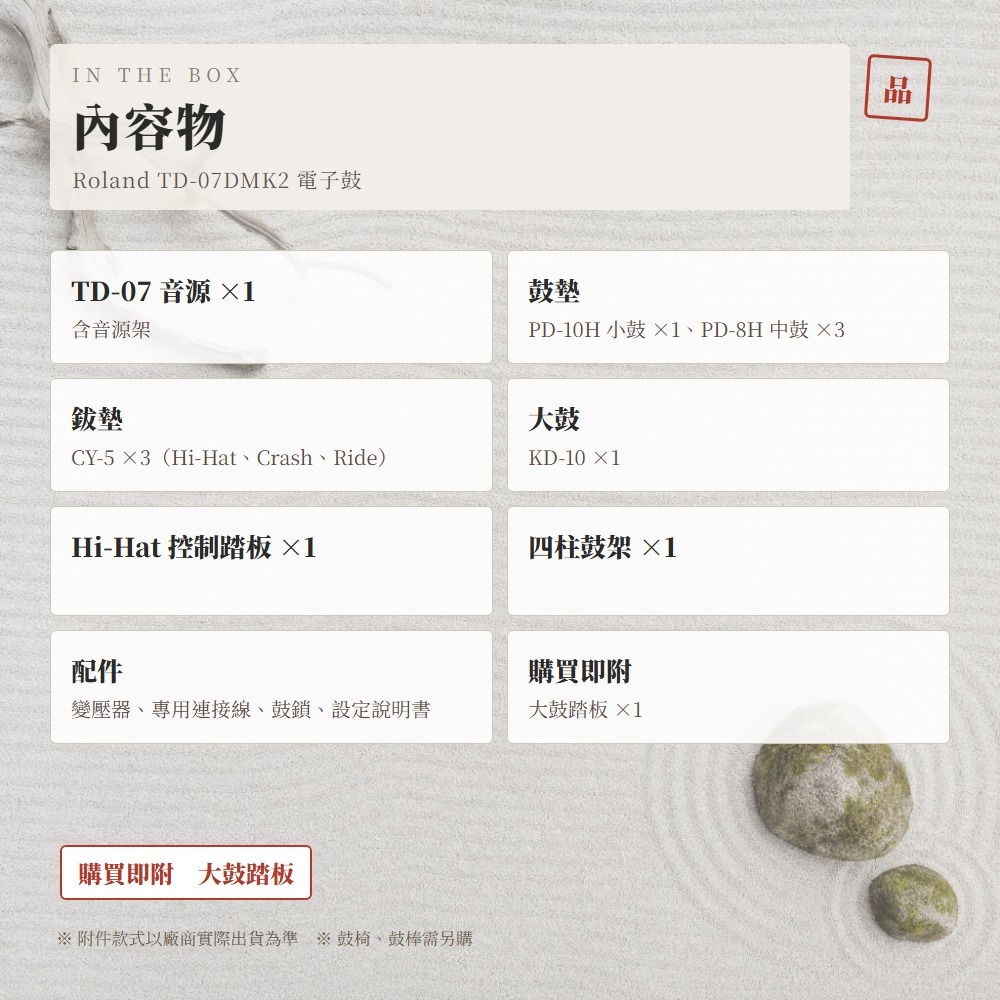 IN THE BOX
內容物
Roland TD-07DMK2 電子鼓
品
TD-07 音源 ×1
含音源架
鼓墊
PD-10H 小鼓 ×1、PD-8H 中鼓 ×3
鈸墊
CY-5 ×3（Hi-Hat、Crash、Ride）
大鼓
KD-10 ×1
Hi-Hat 控制踏板 ×1
四柱鼓架 ×1
配件
變壓器、專用連接線、鼓鎖、設定說明書
購買即附
大鼓踏板 ×1
購買即附　大鼓踏板
※ 附件款式以廠商實際出貨為準　※ 鼓椅、鼓棒需另購